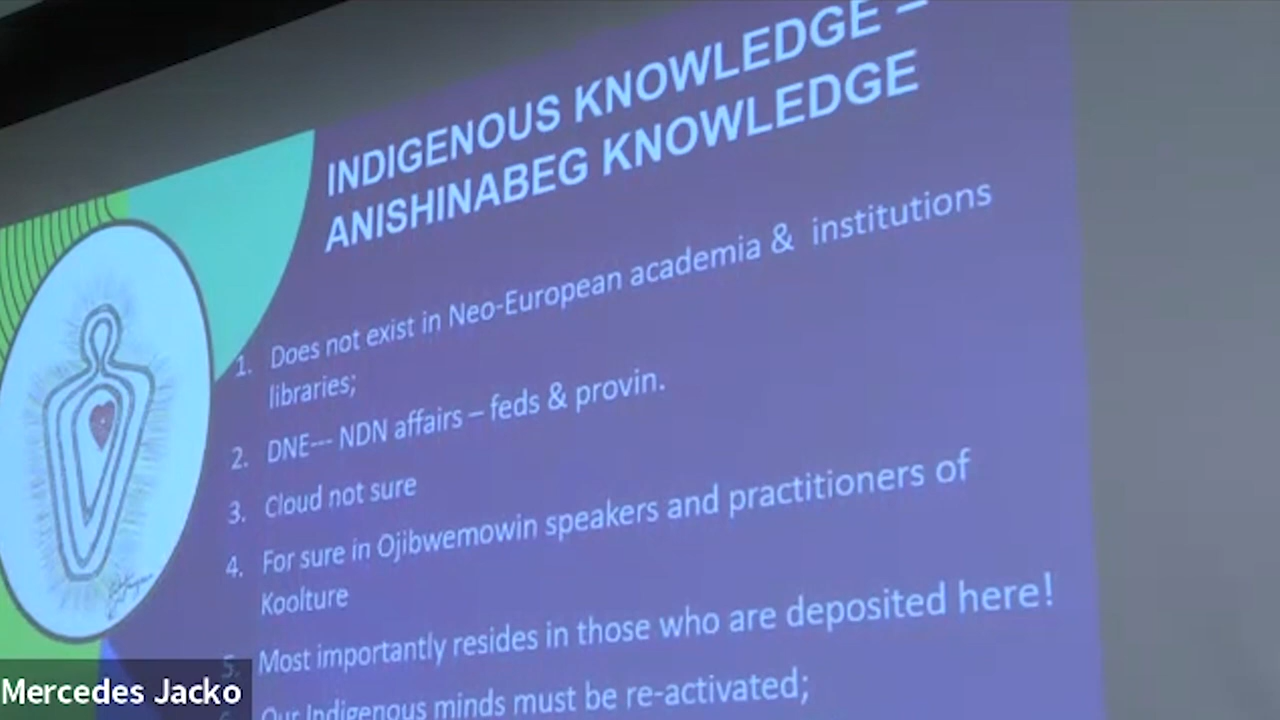 INDIGENOUS KNOWLEDGE –
ANISHINABEG KNOWLEDGE
1. Does not exist in Neo-European academia & institutions
libraries;
2. DNE--- NDN affairs – feds & provin.
3. Cloud not sure
4. For sure in Ojibwemowin speakers and practitioners of
Koolture
5. Most importantly resides in those who are deposited here!
Our Indigenous minds must be re-activated;
Mercedes Jacko